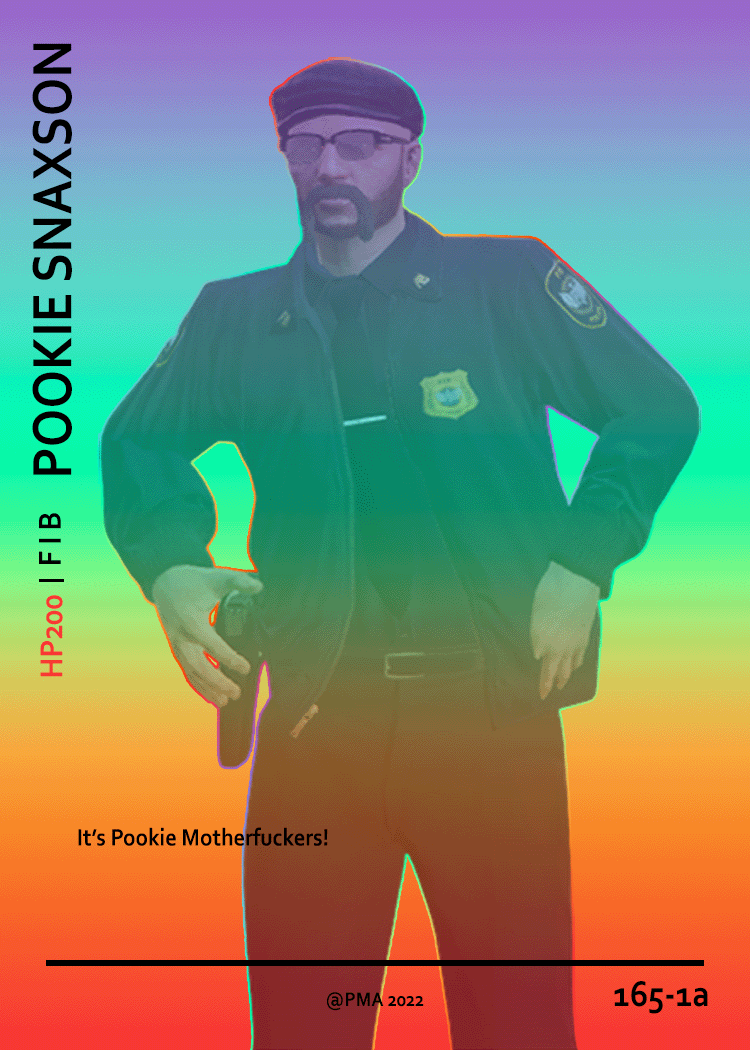 POOKIE SNAXSON
HP200 | FIB
It's Pookie Motherfuckers!
@PMA 2022
165-1a